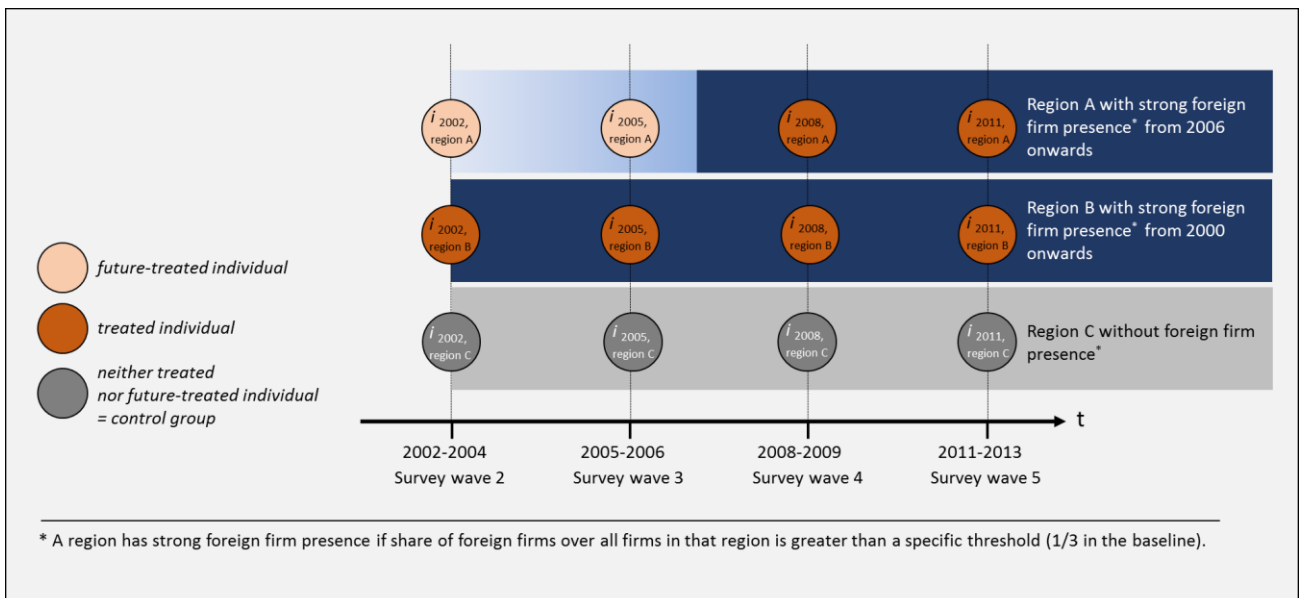 i 2002, region A
i 2005, region A
i 2008, region A
i 2011, region A
Region A with strong foreign
firm presence* from 2006
onwards
i 2002, region B
i 2005, region B
i 2008, region B
i 2011, region B
Region B with strong foreign
firm presence* from 2000
onwards
i 2002, region C
i 2005, region C
i 2008, region C
i 2011, region C
Region C without foreign firm
presence*
future-treated individual
treated individual
neither treated
nor future-treated individual
= control group
t
2002-2004
Survey wave 2
2005-2006
Survey wave 3
2008-2009
Survey wave 4
2011-2013
Survey wave 5
* A region has strong foreign firm presence if share of foreign firms over all firms in that region is greater than a specific threshold (1/3 in the baseline).